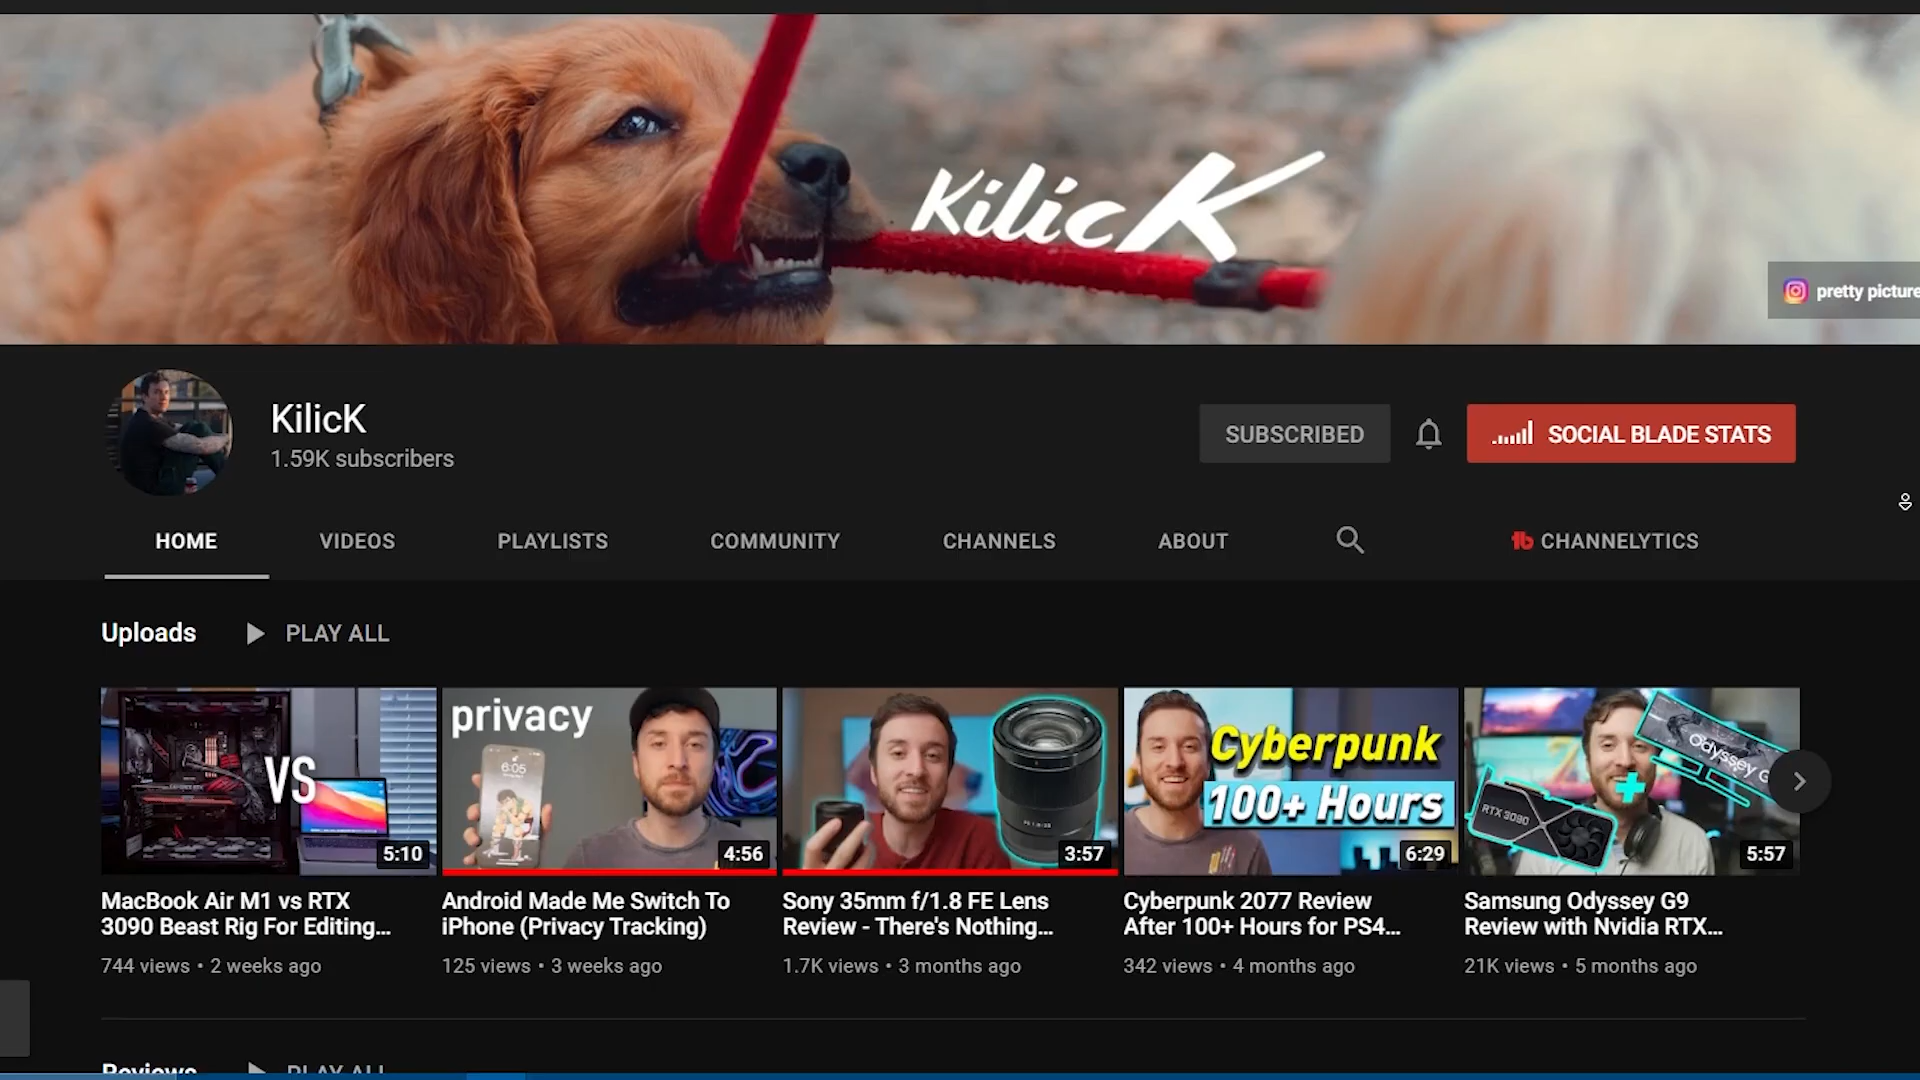 KilicK
pretty picture
KilicK
1.59K subscribers
SUBSCRIBED
SOCIAL BLADE STATS
HOME
VIDEOS
PLAYLISTS
COMMUNITY
CHANNELS
ABOUT
CHANNELYTICS
Uploads
PLAY ALL
VS
5:10
privacy
6:05
4:56
3:57
Cyberpunk
100+ Hours
6:29
Odyssey G
RTX 3090
5:57
MacBook Air M1 vs RTX
3090 Beast Rig For Editing...
744 views • 2 weeks ago
Android Made Me Switch To
iPhone (Privacy Tracking)
125 views • 3 weeks ago
Sony 35mm f/1.8 FE Lens
Review - There's Nothing...
1.7K views • 3 months ago
Cyberpunk 2077 Review
After 100+ Hours for PS4...
342 views • 4 months ago
Samsung Odyssey G9
Review with Nvidia RTX...
21K views • 5 months ago
Reviews
PLAY ALL